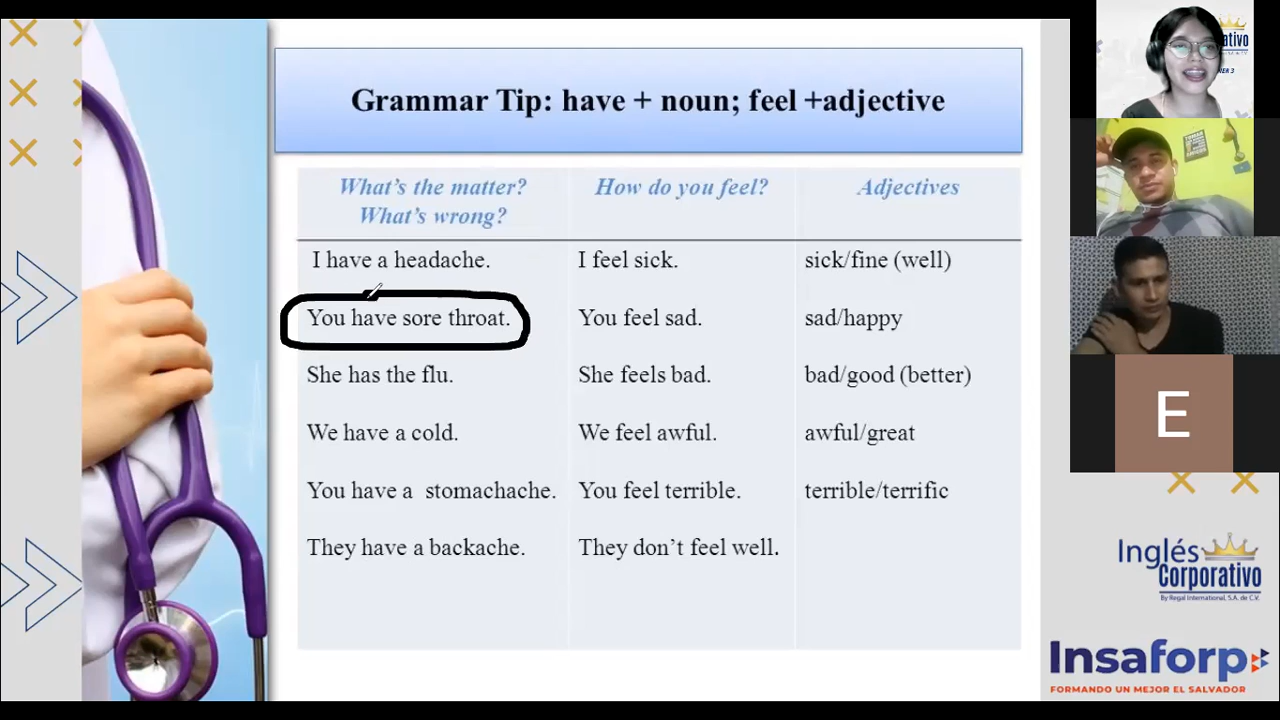 Grammar Tip: have + noun; feel +adjective
What's the matter?
What's wrong?
How do you feel?
Adjectives
I have a headache.
I feel sick.
sick/fine (well)
You have sore throat.
You feel sad.
sad/happy
She has the flu.
She feels bad.
bad/good (better)
We have a cold.
We feel awful.
awful/great
You have a stomachache.
You feel terrible.
terrible/terrific
They have a backache.
They don't feel well.
E
Inglés
Corporativo
By Regal International, S.A. de C.V.
Insaforp
FORMANDO UN MEJOR EL SALVADOR